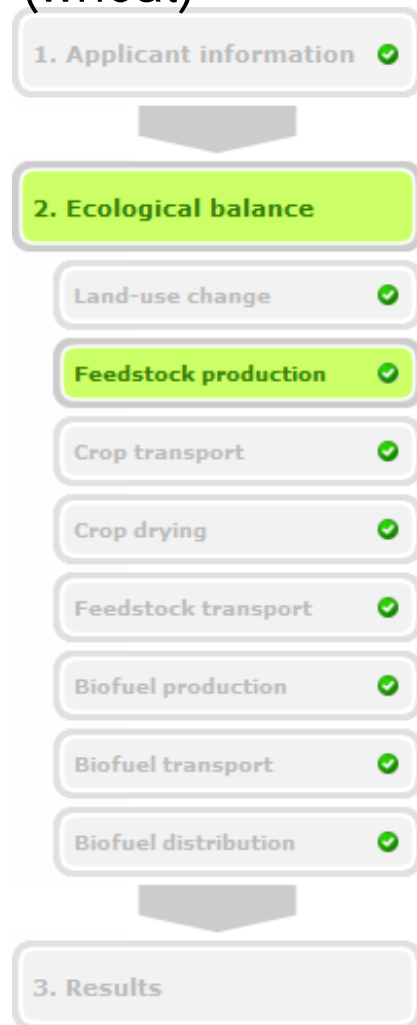 (wheat)
1. Applicant information
2. Ecological balance
Land-use change
Feedstock production
Crop transport
Crop drying
Feedstock transport
Biofuel production
Biofuel transport
Biofuel distribution
3. Results